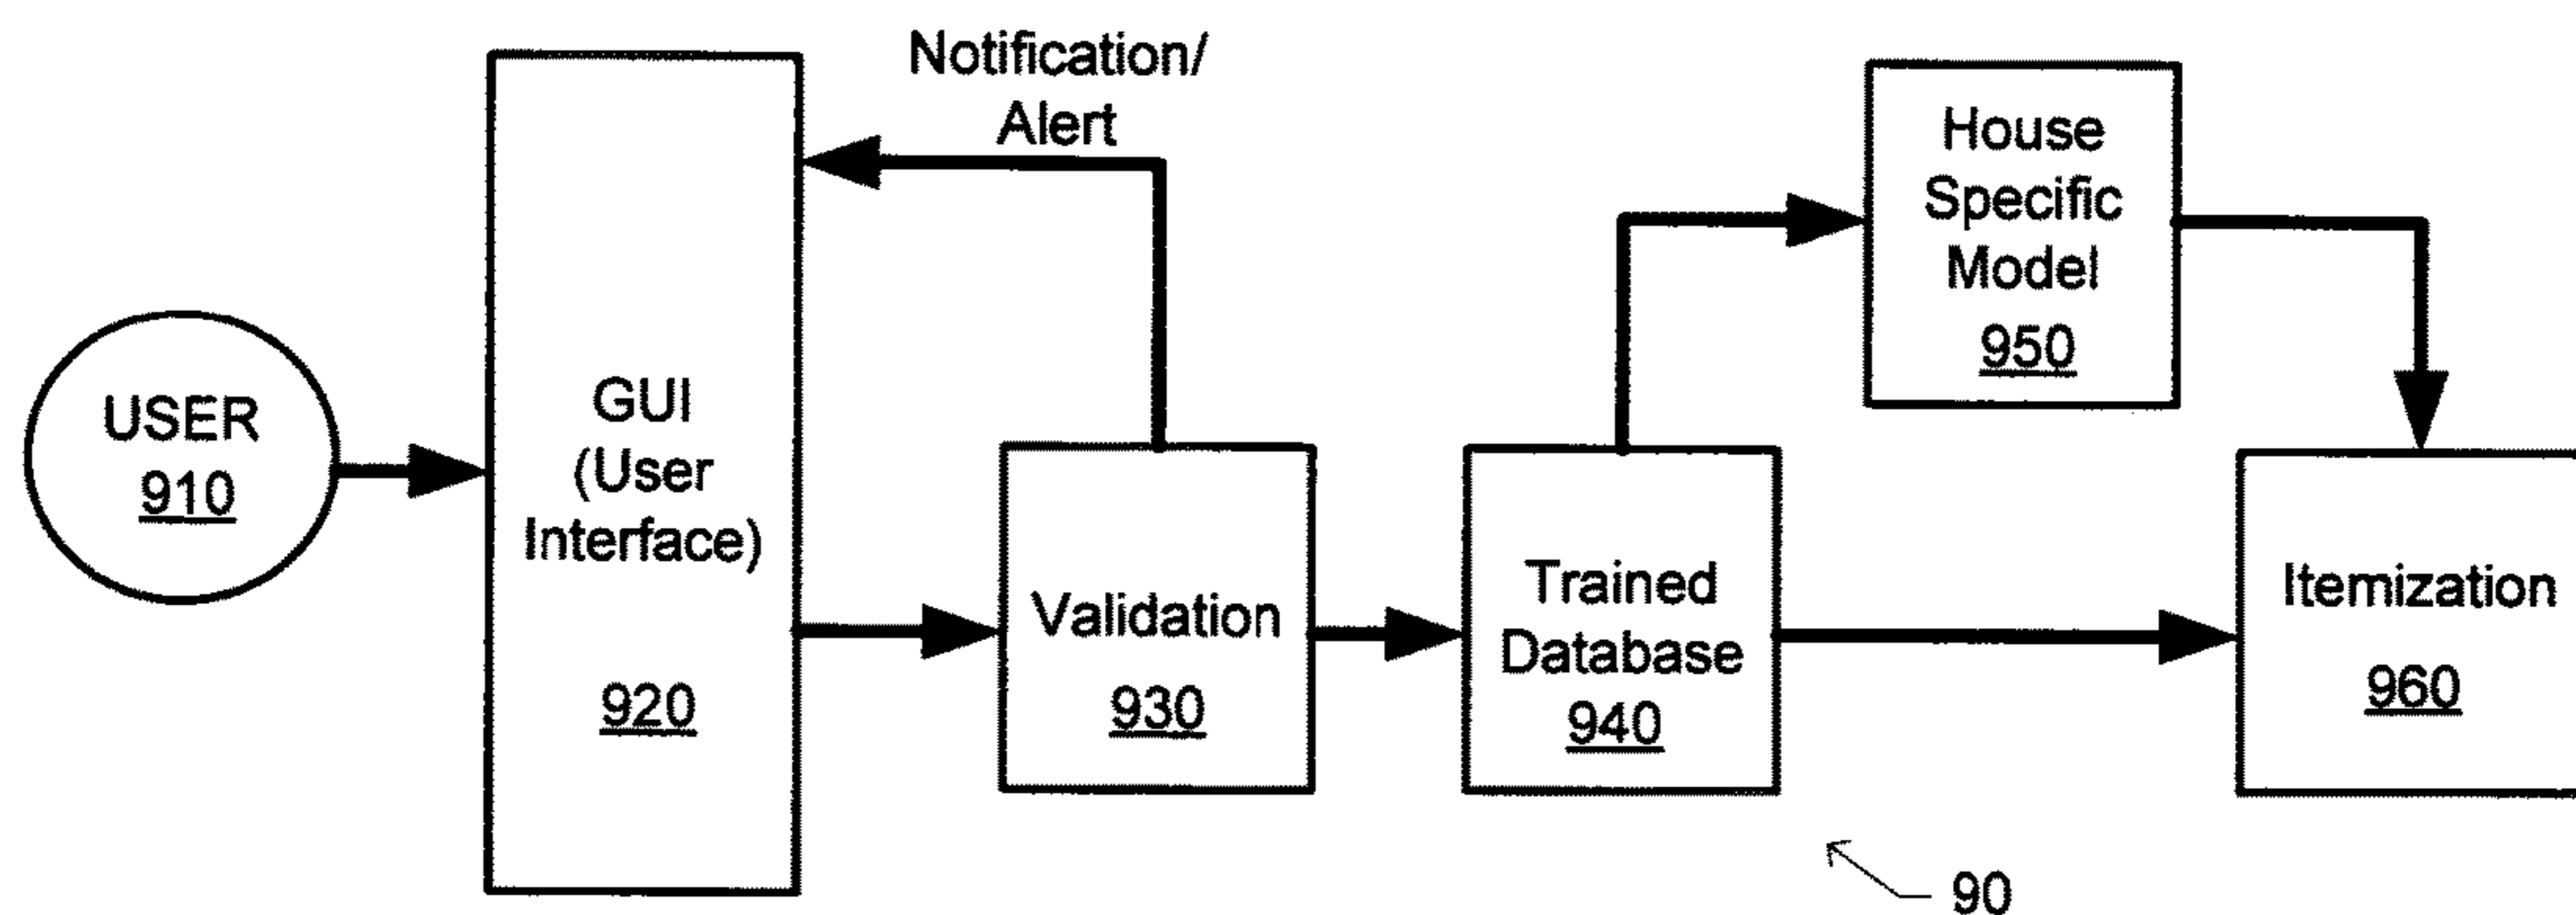 Notification/
Alert
USER
910
GUI
(User
Interface)
920
Validation
930
Trained
Database
940
House
Specific
Model
950
Itemization
960
90